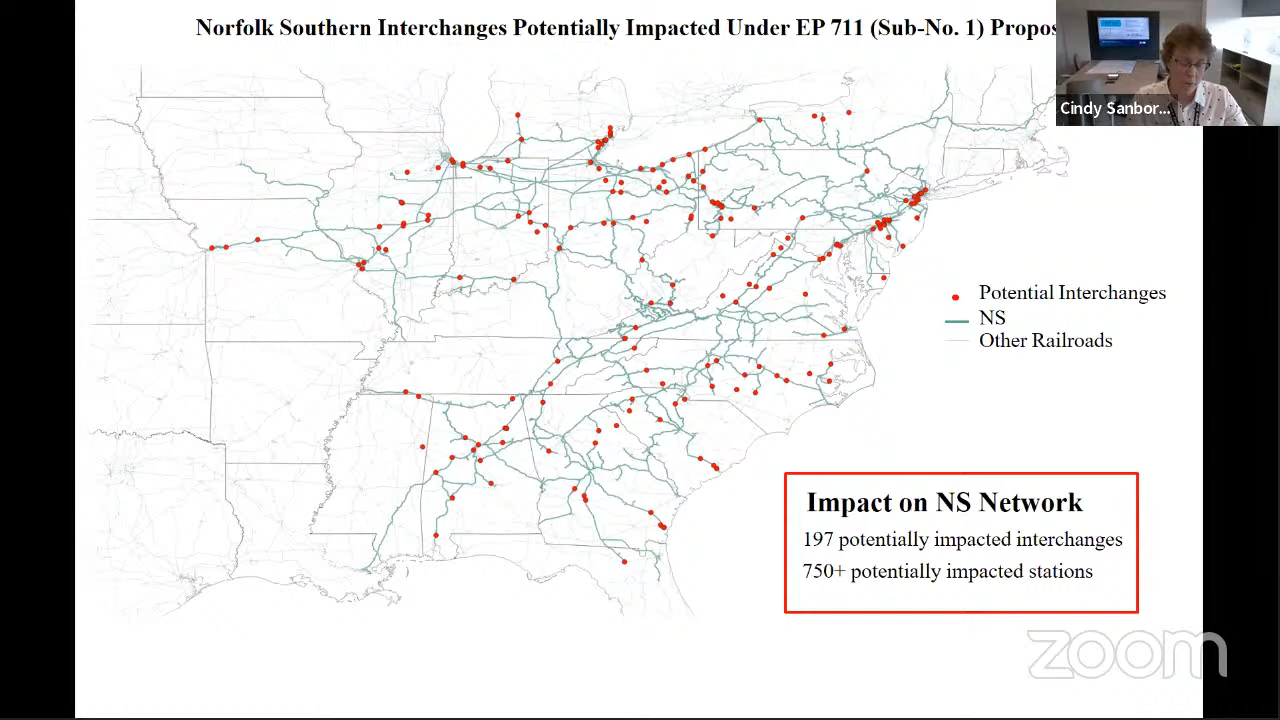 Norfolk Southern Interchanges Potentially Impacted Under EP 711 (Sub-No. 1) Propos
Cindy Sanbor...
Potential Interchanges
NS
Other Railroads
Impact on NS Network
197 potentially impacted interchanges
750+ potentially impacted stations
zoom